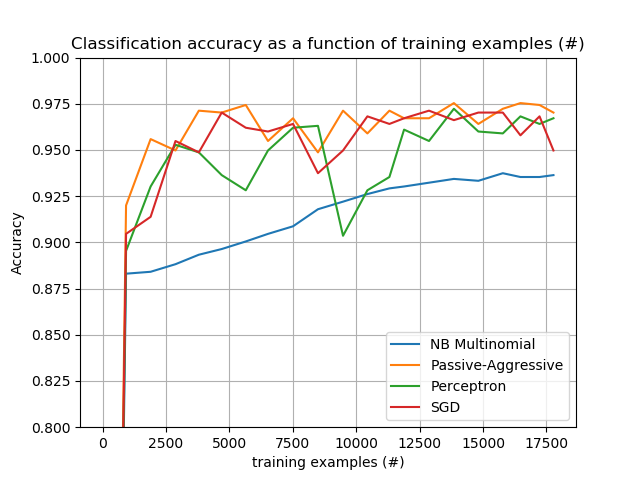 Classification accuracy as a function of training examples (#)
1.000
0.975
0.950
0.925
0.900
0.875
0.850
0.825
0.800
Accuracy
NB Multinomial
Passive-Aggressive
Perceptron
SGD
0 2500 5000 7500 10000 12500 15000 17500
training examples (#)